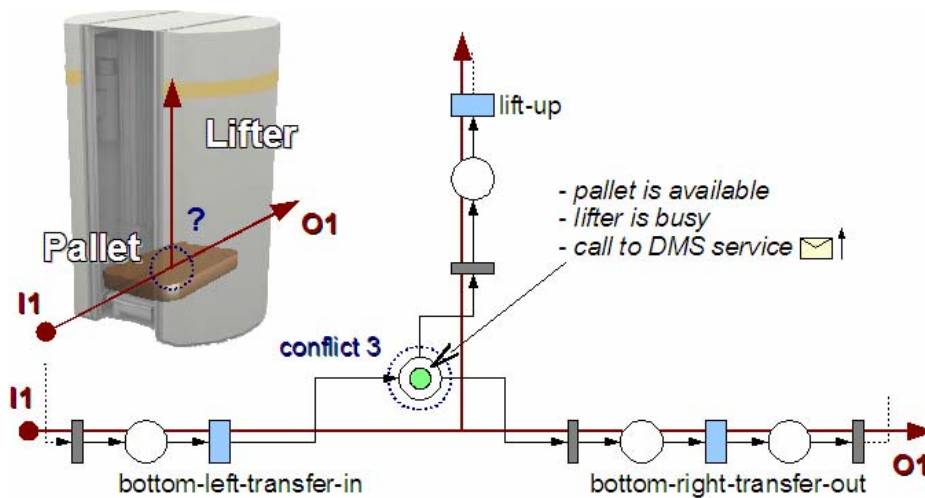 lift-up
Lifter
- pallet is available
- lifter is busy
- call to DMS service
?
O1
Pallet
I1
conflict 3
I1
O1
bottom-left-transfer-in
bottom-right-transfer-out